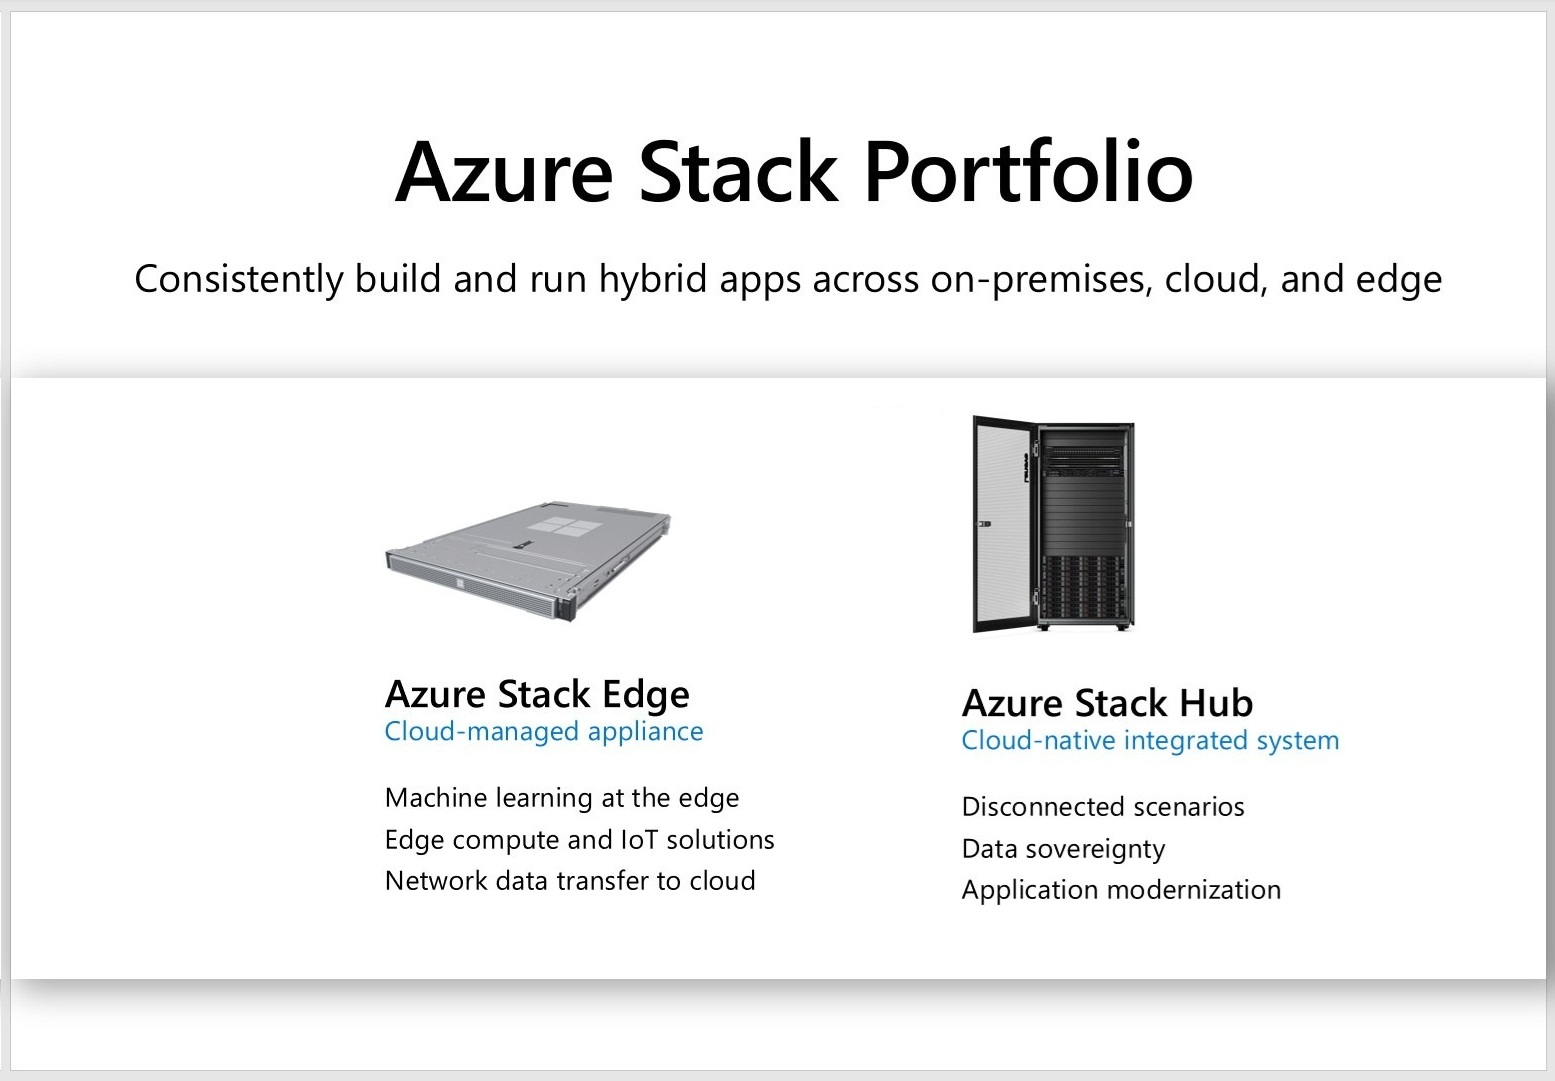 Azure Stack Portfolio
Consistently build and run hybrid apps across on-premises, cloud, and edge
Azure Stack Edge
Cloud-managed appliance
Machine learning at the edge
Edge compute and IoT solutions
Network data transfer to cloud
Azure Stack Hub
Cloud-native integrated system
Disconnected scenarios
Data sovereignty
Application modernization